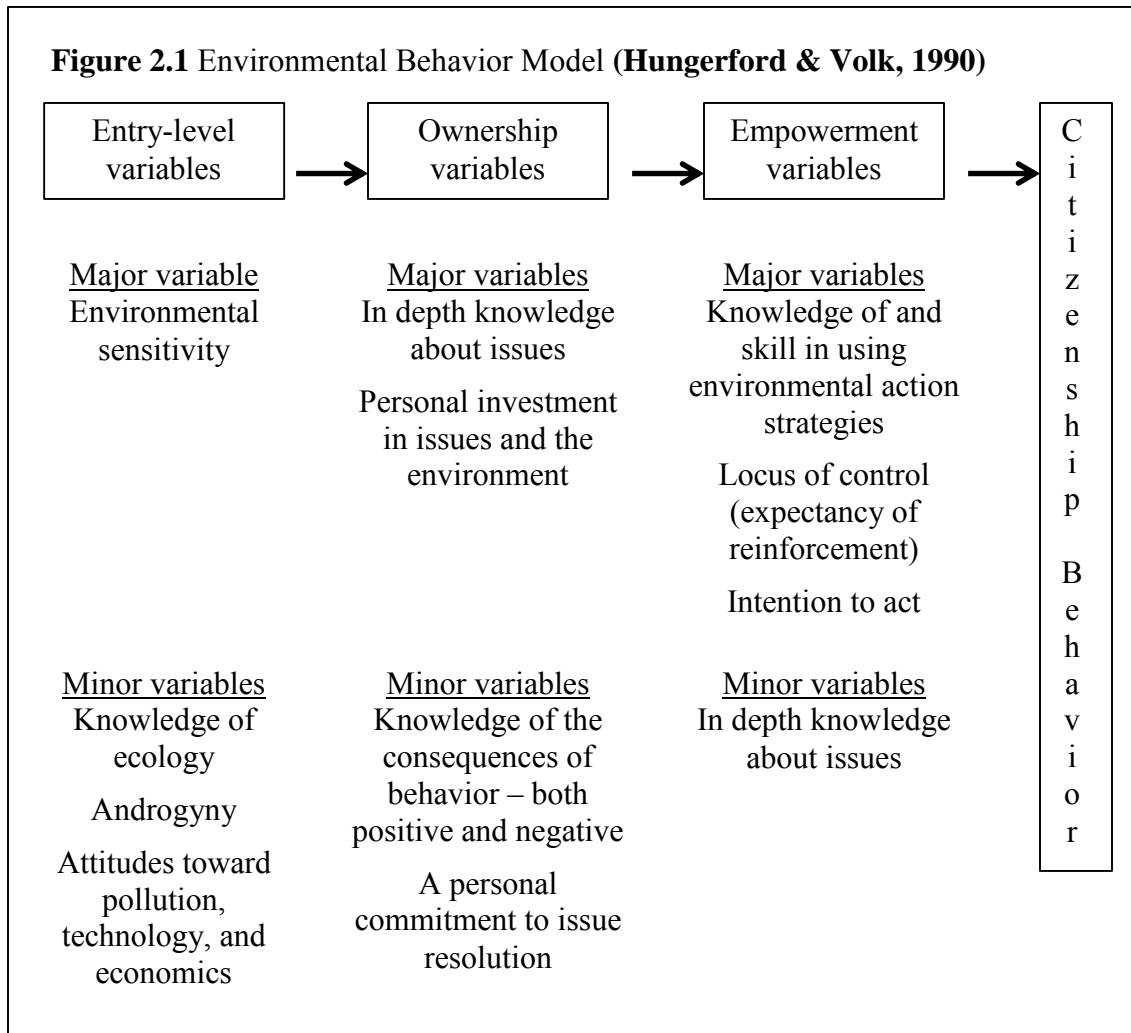 Figure 2.1 Environmental Behavior Model (Hungerford & Volk, 1990)
Entry-level
variables
Ownership
variables
Empowerment
variables
Citizenship Behavior
Major variable
Environmental
sensitivity
Major variables
In depth knowledge
about issues
Personal investment
in issues and the
environment
Major variables
Knowledge of and
skill in using
environmental action
strategies
Locus of control
(expectancy of
reinforcement)
Intention to act
Minor variables
Knowledge of
ecology
Androgyny
Attitudes toward
pollution,
technology, and
economics
Minor variables
Knowledge of the
consequences of
behavior – both
positive and negative
A personal
commitment to issue
resolution
Minor variables
In depth knowledge
about issues